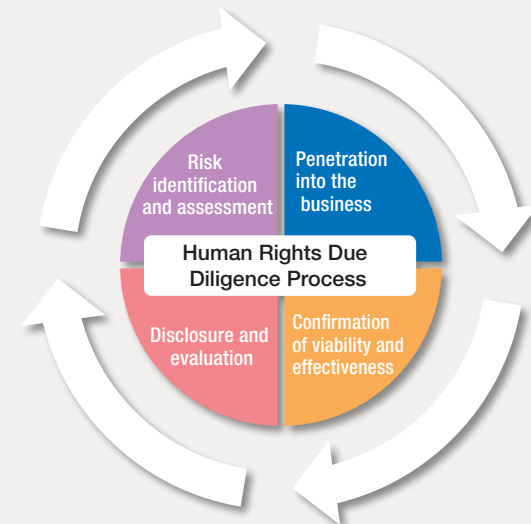 Risk
identification
and assessment
Penetration
into the
business
Human Rights Due
Diligence Process
Disclosure and
evaluation
Confirmation
of viability and
effectiveness